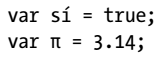 var sí = true;
var π = 3.14;